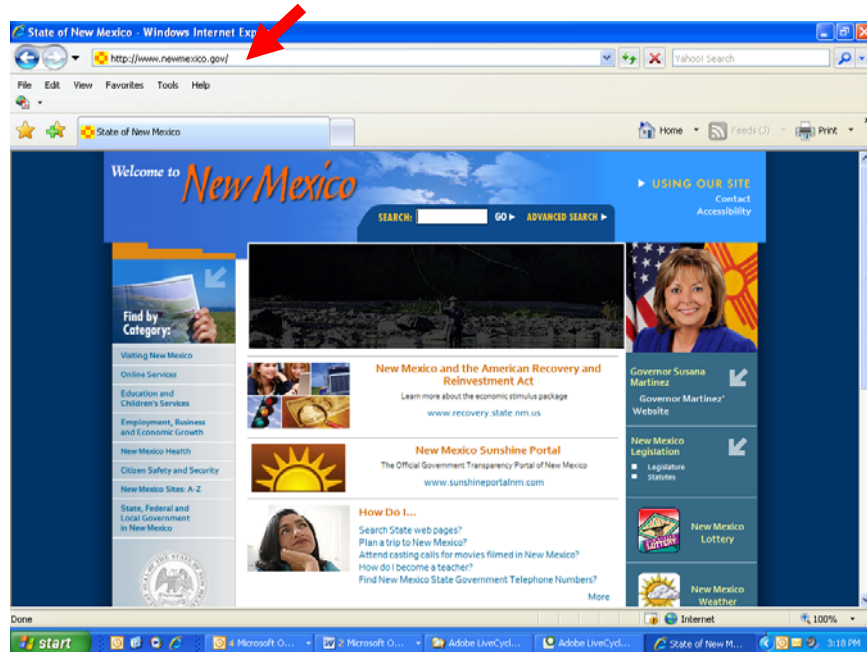 State of New Mexico - Windows Internet Exp
http://www.newmexico.gov/
Yahoo! Search
File Edit View Favorites Tools Help
State of New Mexico
Home Feeds (J) Print
Welcome to New Mexico
USING OUR SITE
Contact
Accessibility
SEARCH: GO ADVANCED SEARCH
Find by
Category:
Visiting New Mexico
Online Services
Education and
Children's Services
Employment, Business
and Economic Growth
New Mexico Health
Citizen Safety and Security
New Mexico Sites: A-Z
State, Federal and
Local Government
in New Mexico
New Mexico and the American Recovery and
Reinvestment Act
Learn more about the economic stimulus package
www.recovery.state.nm.us
New Mexico Sunshine Portal
The Official Government Transparency Portal of New Mexico
www.sunshineportalnm.com
How Do I...
Search State web pages?
Plan a trip to New Mexico?
Attend casting calls for movies filmed in New Mexico?
How do I become a teacher?
Find New Mexico State Government Telephone Numbers?
More
Governor Susana
Martinez
Governor Martinez'
Website
New Mexico
Legislation
Legislature
Statutes
LOTTERY
New Mexico
Lottery
New Mexico
Weather
Done
Internet
100%
start
4 Microsoft O...
2 Microsoft O...
Adobe LiveCycl...
Adobe LiveCycl...
State of New M...
3:18 PM